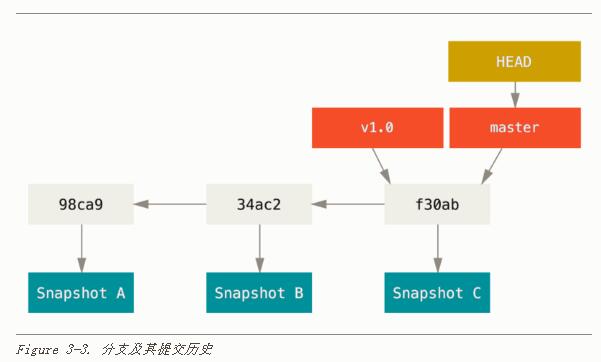 HEAD
v1.0 master
98ca9 34ac2 f30ab
Snapshot A Snapshot B Snapshot C
Figure 3-3. 分支及其提交历史